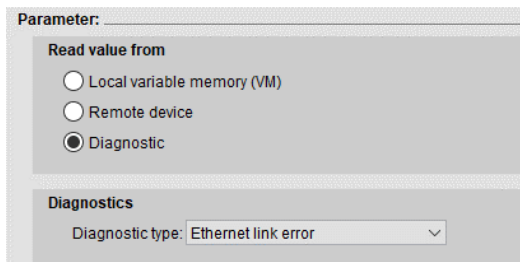 Parameter:
Read value from
Local variable memory (VM)
Remote device
Diagnostic
Diagnostics
Diagnostic type: Ethernet link error